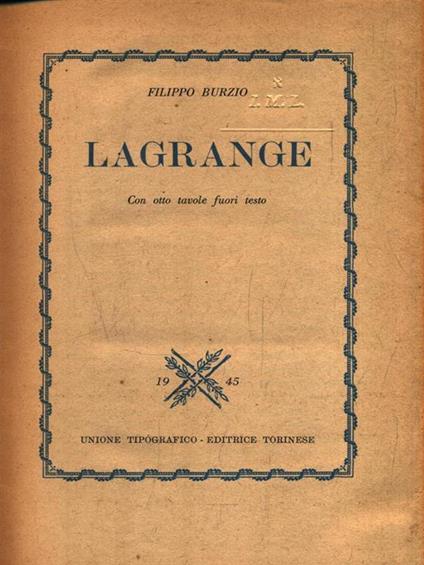 FILIPPO BURZIO
I.M.L.
LAGRANGE
Con otto tavole fuori testo
19 45
UNIONE TIPOGRAFICO - EDITRICE TORINESE